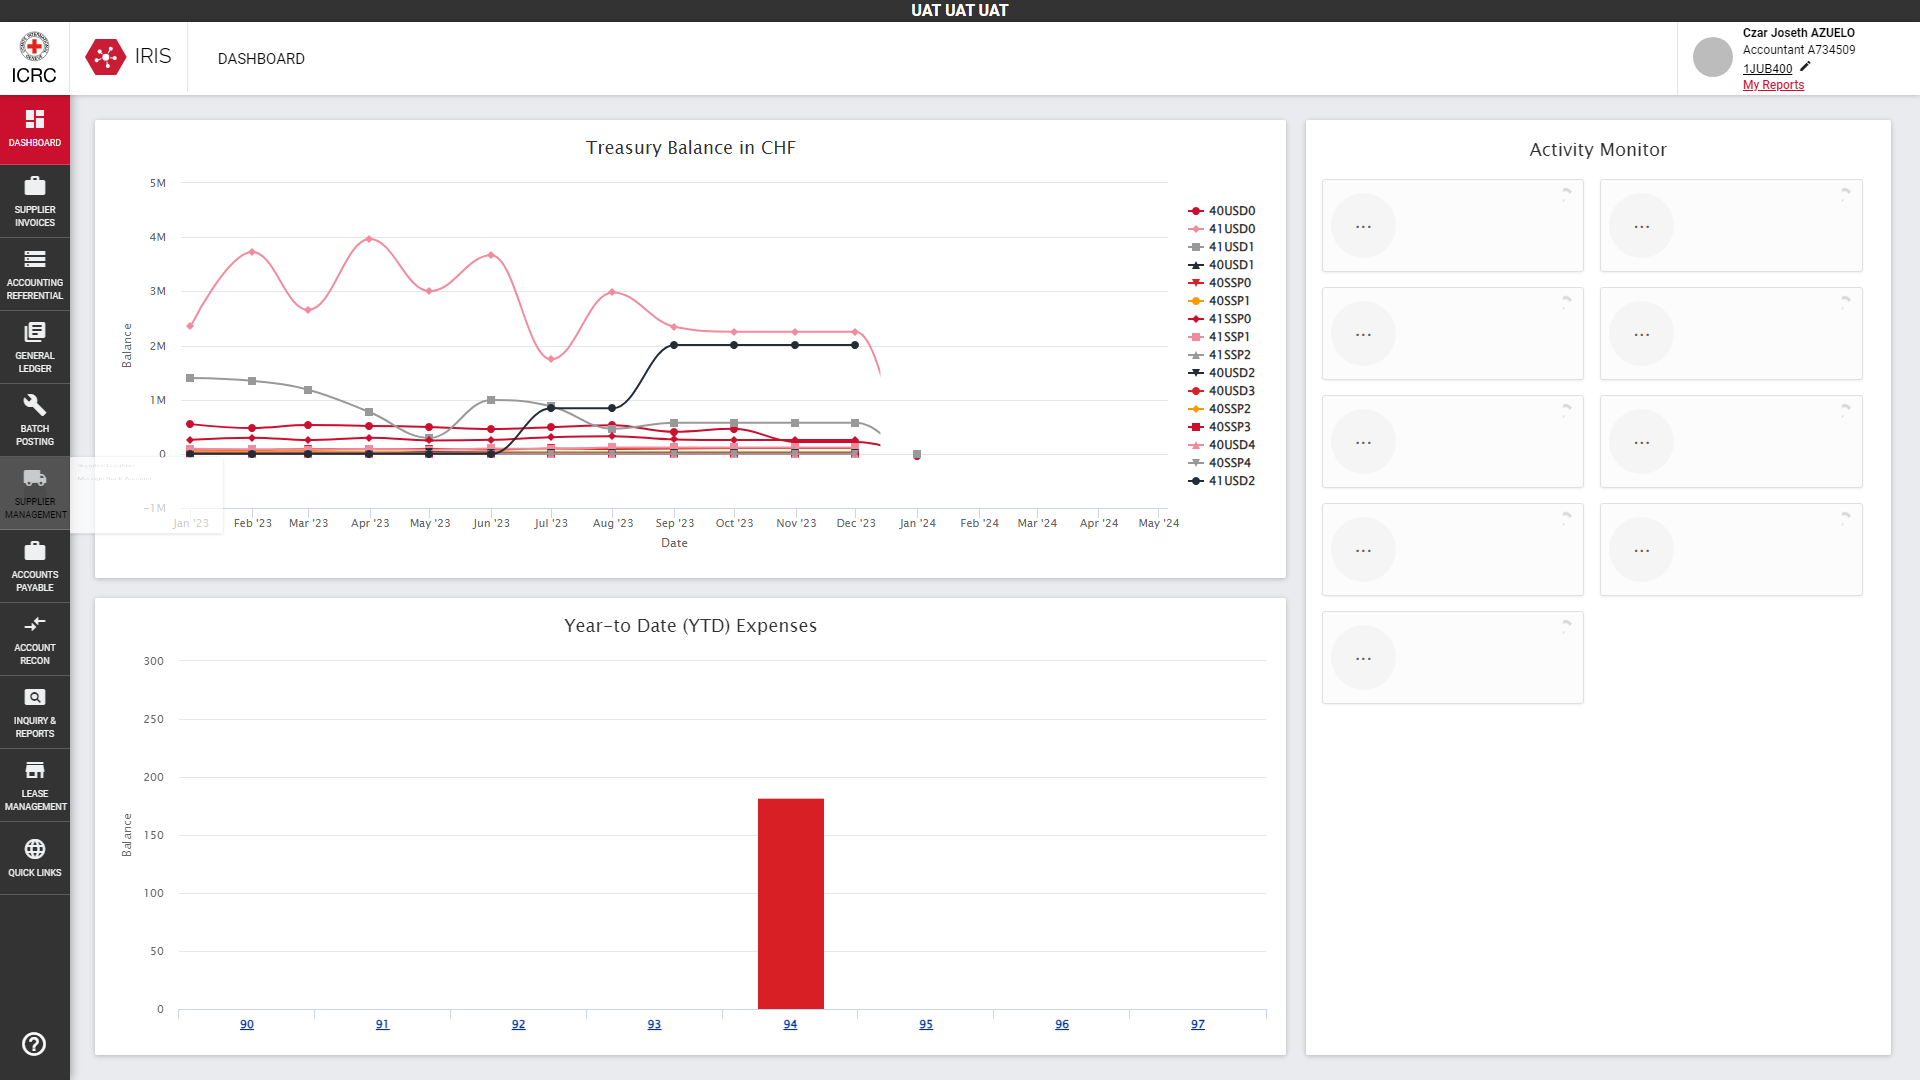 UAT UAT UAT
ICRC
IRIS
DASHBOARD
Czar Joseth AZUELO
Accountant A734509
1JUB400
My Reports
DASHBOARD
SUPPLIER
INVOICES
ACCOUNTING
REFERENTIAL
GENERAL
LEDGER
BATCH
POSTING
SUPPLIER
MANAGEMENT
ACCOUNTS
PAYABLE
ACCOUNT
RECON
INQUIRY &
REPORTS
LEASE
MANAGEMENT
QUICK LINKS
Treasury Balance in CHF
5M
4M
3M
2M
1M
0
-1M
Balance
Jan '23 Feb '23 Mar '23 Apr '23 May '23 Jun '23 Jul '23 Aug '23 Sep '23 Oct '23 Nov '23 Dec '23 Jan '24 Feb '24 Mar '24 Apr '24 May '24
Date
40USD0
41USD0
41USD1
40USD1
40SSP0
40SSP1
41SSP0
41SSP1
41SSP2
40USD2
40USD3
40SSP2
40SSP3
40USD4
40SSP4
41USD2
Year-to Date (YTD) Expenses
300
250
200
150
100
50
0
Balance
90 91 92 93 94 95 96 97
Activity Monitor
... ...
... ...
... ...
... ...
...